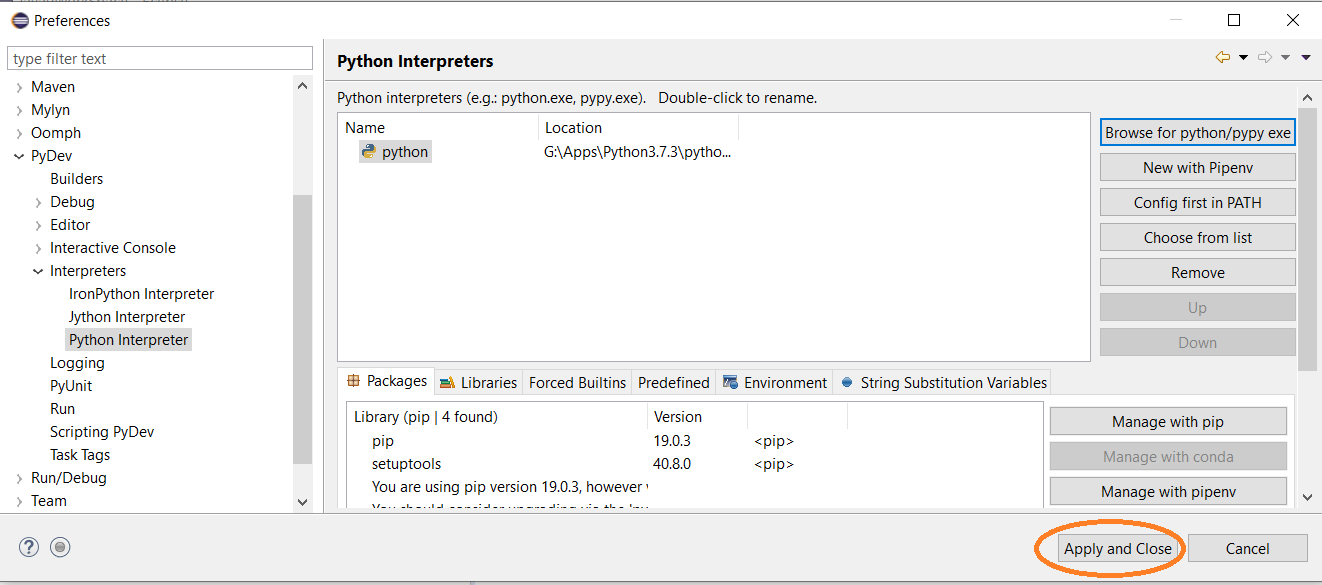 Preferences
type filter text
Maven
Mylyn
Oomph
PyDev
Builders
Debug
Editor
Interactive Console
Interpreters
IronPython Interpreter
Jython Interpreter
Python Interpreter
Logging
PyUnit
Run
Scripting PyDev
Task Tags
Run/Debug
Team
Python Interpreters
Python interpreters (e.g.: python.exe, pypy.exe). Double-click to rename.
Name Location
python G:\Apps\Python3.7.3\pytho...
Browse for python/pypy exe
New with Pipenv
Config first in PATH
Choose from list
Remove
Up
Down
Packages Libraries Forced Builtins Predefined Environment String Substitution Variables
Library (pip | 4 found) Version
pip 19.0.3 <pip>
setuptools 40.8.0 <pip>
You are using pip version 19.0.3, however
Manage with pip
Manage with conda
Manage with pipenv
Apply and Close Cancel